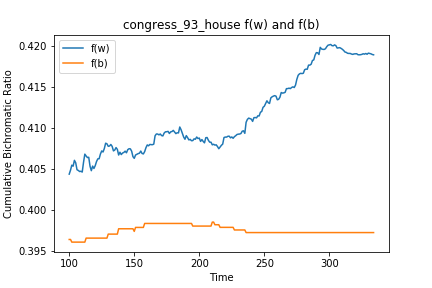 congress_93_house f(w) and f(b)
f(w)
f(b)
0.420
0.415
0.410
0.405
0.400
0.395
Cumulative Bichromatic Ratio
100 150 200 250 300
Time